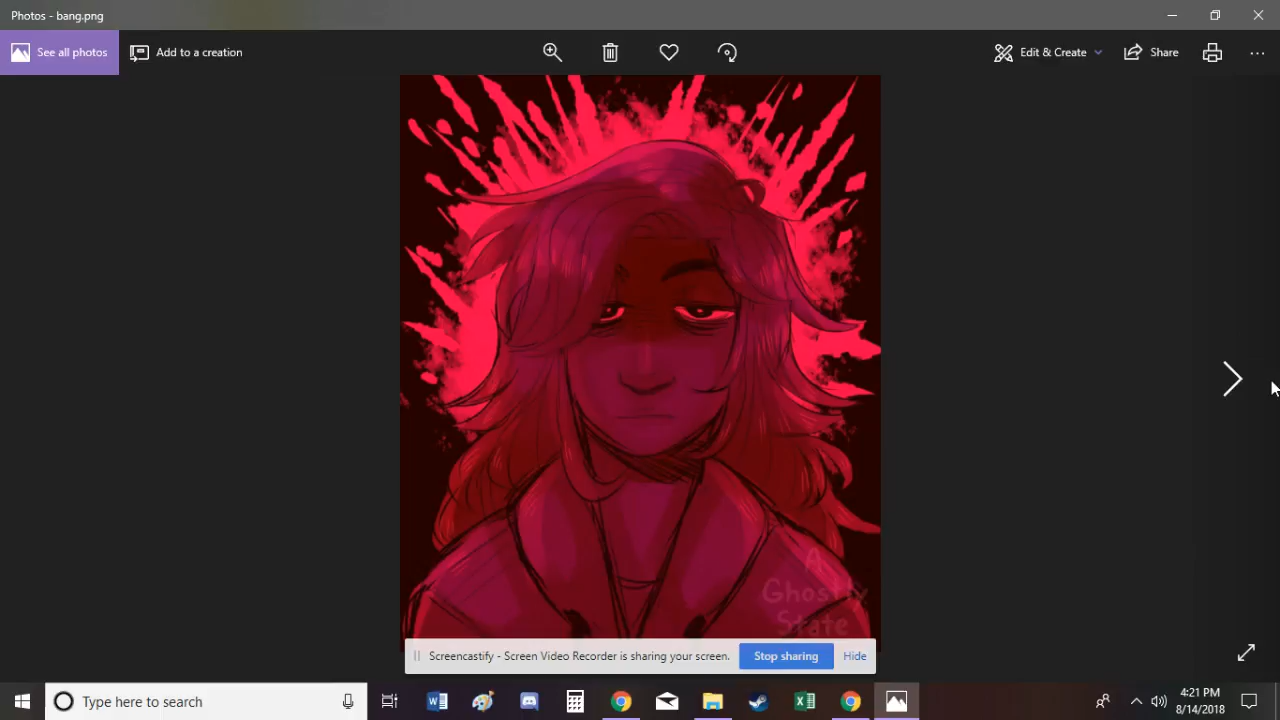 Photos - bang.png
See all photos
Add to a creation
Edit & Create
Share
A
Ghostly
State
Screencastify - Screen Video Recorder is sharing your screen.
Stop sharing
Hide
Type here to search
4:21 PM
8/14/2018